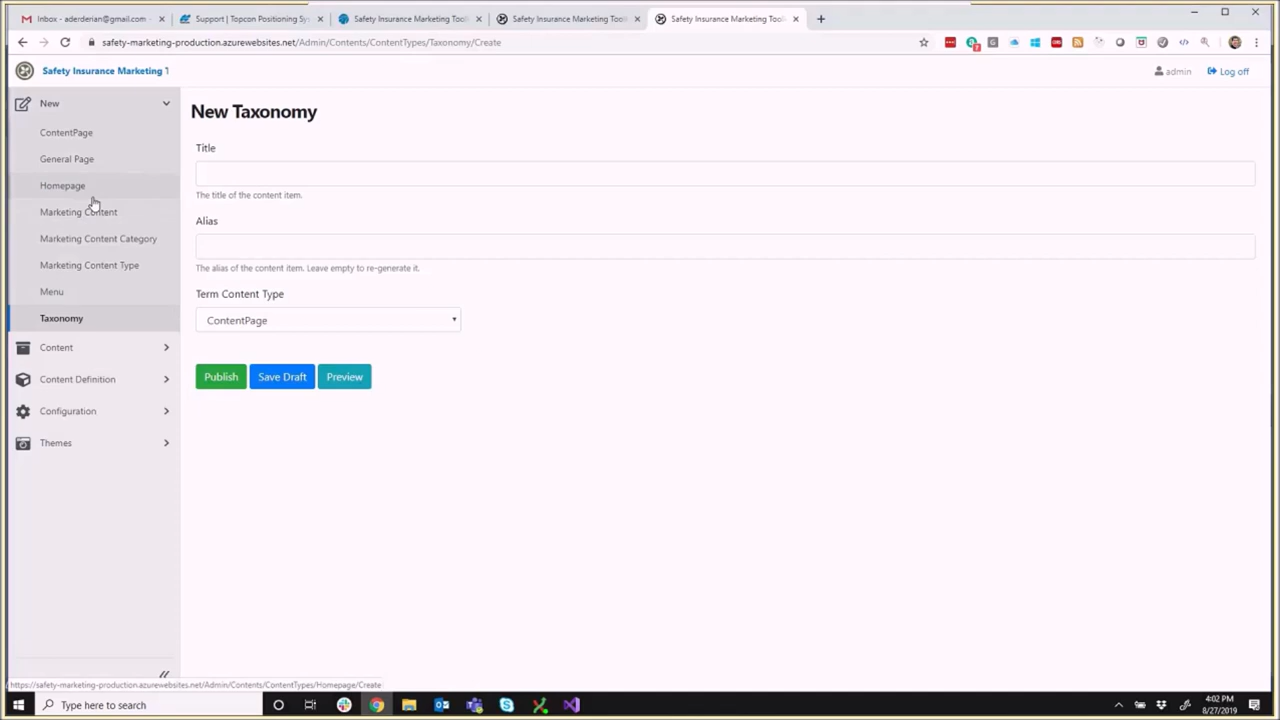 Inbox - aderderian@gmail.com -
Support | Topcon Positioning Sy
Safety Insurance Marketing Tool
Safety Insurance Marketing Tool
Safety Insurance Marketing Tool
safety-marketing-production.azurewebsites.net/Admin/Contents/ContentTypes/Taxonomy/Create
Safety Insurance Marketing 1
admin
Log off
New
ContentPage
General Page
Homepage
Marketing Content
Marketing Content Category
Marketing Content Type
Menu
Taxonomy
Content
Content Definition
Configuration
Themes
New Taxonomy
Title
The title of the content item.
Alias
The alias of the content item. Leave empty to re-generate it.
Term Content Type
ContentPage
Publish
Save Draft
Preview
https://safety-marketing-production.azurewebsites.net/Admin/Contents/ContentTypes/Homepage/Create
Type here to search
4:02 PM
8/27/2019